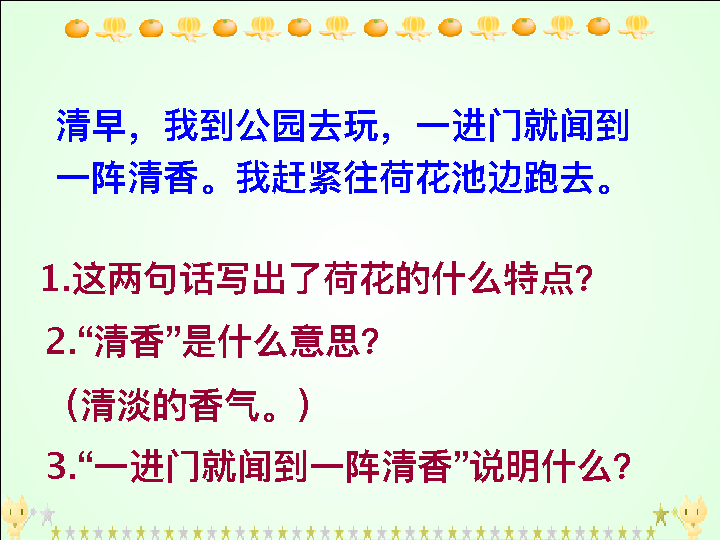 清早，我到公园去玩，一进门就闻到
一阵清香。我赶紧往荷花池边跑去。
1.这两句话写出了荷花的什么特点？
2.“清香”是什么意思？
（清淡的香气。）
3.“一进门就闻到一阵清香”说明什么？